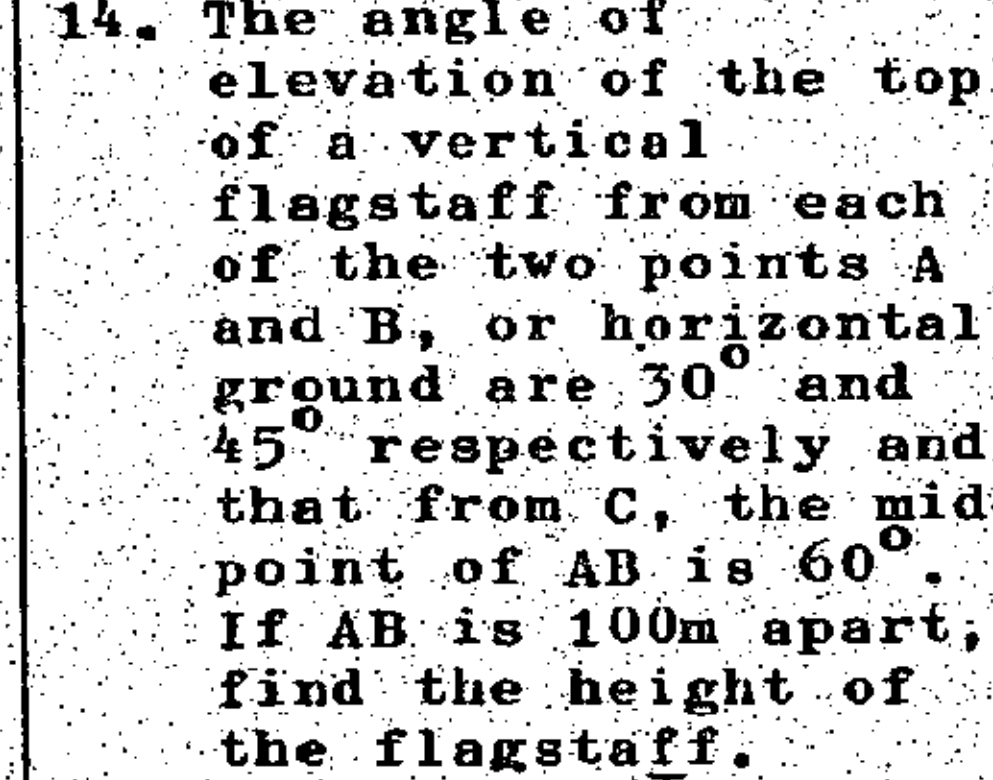 14. The angle of
elevation of the top
of a vertical
flagstaff from each
of the two points A
and B, or horizontal
ground are 30° and
45° respectively and
that from C, the mid
point of AB is 60°.
If AB is 100m apart,
find the height of
the flagstaff.